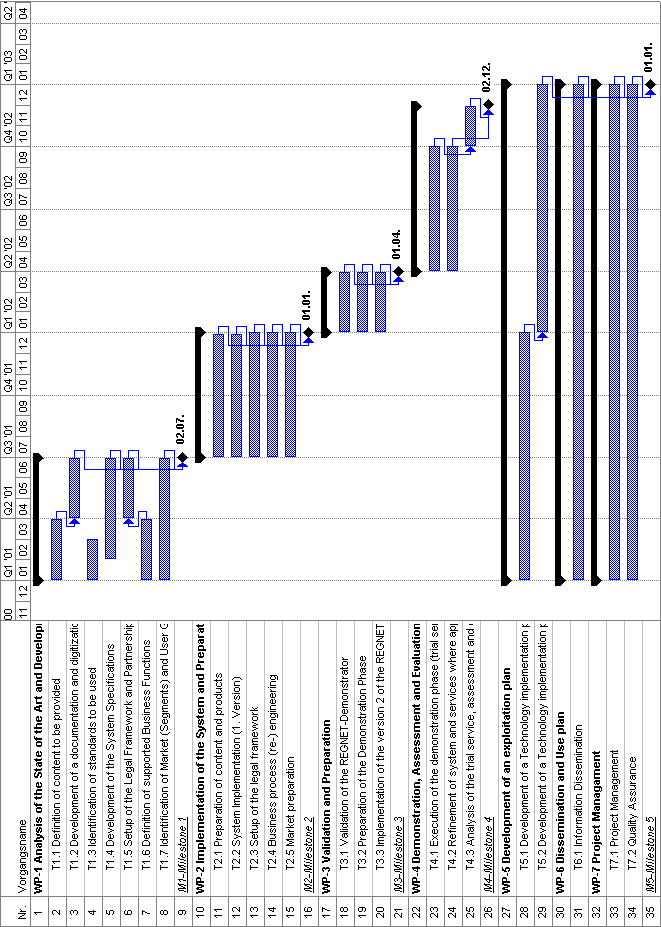 Nr. Vorgangsname 00 Q1 '01 Q2 '01 Q3 '01 Q4 '01 Q1 '02 Q2 '02 Q3 '02 Q4 '02 Q1 '03 Q2
11 12 01 02 03 04 05 06 07 08 09 10 11 12 01 02 03 04 05 06 07 08 09 10 11 12 01 02 03 04
1 WP-1 Analysis of the State of the Art and Develop
2 T1.1 Definition of content to be provided
3 T1.2 Development of a documentation and digitizatic
4 T1.3 Identification of standards to be used
5 T1.4 Development of the System Specifications
6 T1.5 Setup of the Legal Framework and Partnership
7 T1.6 Definition of supported Business Functions
8 T1.7 Identification of Market (Segments) and User G
9 M1-Milestone 1 02.07.
10 WP-2 Implementation of the System and Preparat
11 T2.1 Preparation of content and products
12 T2.2 System Implementation (1. Version)
13 T2.3 Setup of the legal framework
14 T2.4 Business process (re-) engineering
15 T2.5 Market preparation
16 M2-Milestone 2 01.01.
17 WP-3 Validation and Preparation
18 T3.1 Validation of the REGNET-Demonstrator
19 T3.2 Preparation of the Demonstration Phase
20 T3.3 Implementation of the version 2 of the REGNET
21 M3-Milestone 3 01.04.
22 WP-4 Demonstration, Assessment and Evaluation
23 T4.1 Execution of the demonstration phase (trial sei
24 T4.2 Refinement of system and services where app
25 T4.3 Analysis of the trial service, assessment and
26 M4-Milestone 4 02.12.
27 WP-5 Development of an exploitation plan
28 T5.1 Development of a Technology implementation p
29 T5.2 Development of a Technology implementation p
30 WP-6 Dissemination and Use plan
31 T6.1 Information Dissemination
32 WP-7 Project Managament
33 T7.1 Project Management
34 T7.2 Quality Assurance
35 M5-Milestone 5 01.01.